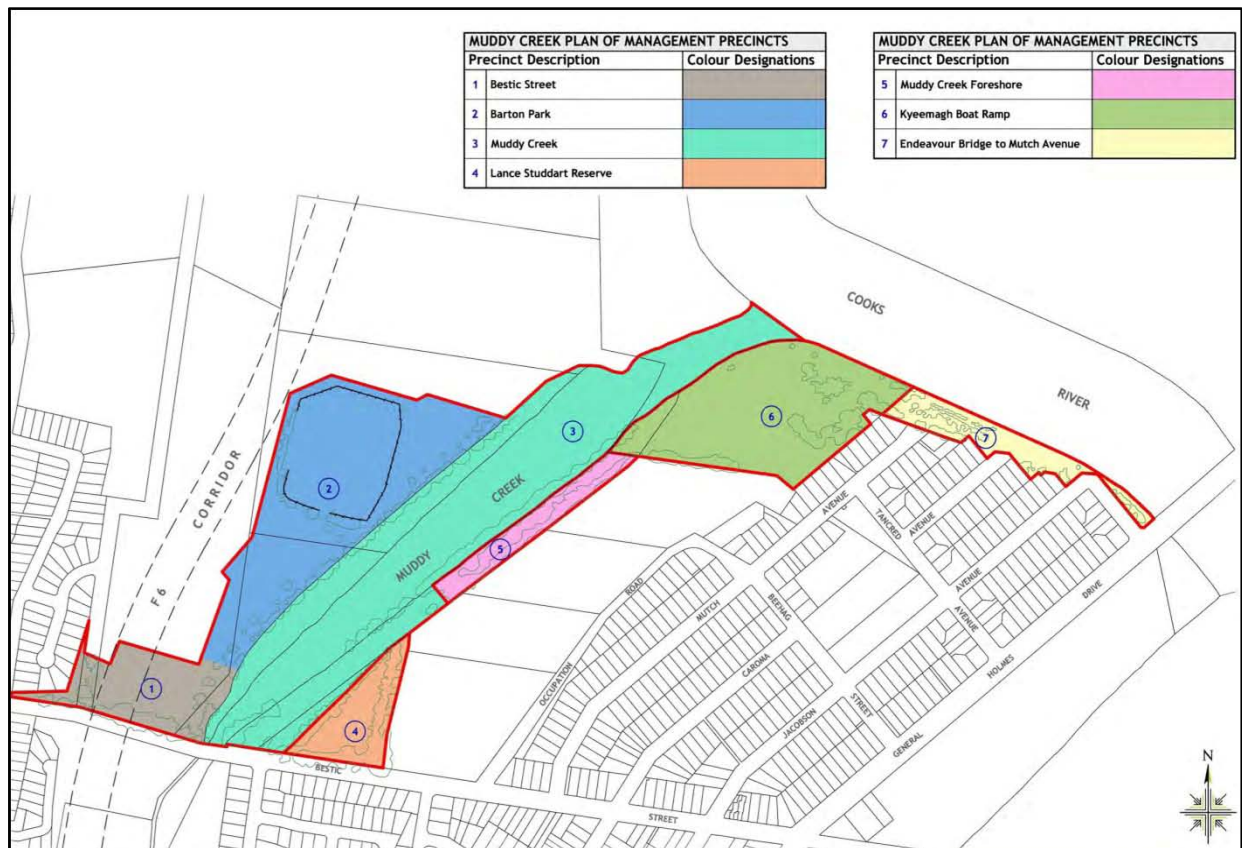 MUDDY CREEK PLAN OF MANAGEMENT PRECINCTS
Precinct Description Colour Designations
1 Bestic Street
2 Barton Park
3 Muddy Creek
4 Lance Studdart Reserve
MUDDY CREEK PLAN OF MANAGEMENT PRECINCTS
Precinct Description Colour Designations
5 Muddy Creek Foreshore
6 Kyeemagh Boat Ramp
7 Endeavour Bridge to Mutch Avenue
COOKS
RIVER
F6 CORRIDOR
2
3
6
7
MUDDY
CREEK
5
1
4
BESTIC
STREET
OCCUPATION
ROAD
MUTCH
AVENUE
TANCRED
AVENUE
BEEHAG
STREET
CAROMA
AVENUE
JACOBSON
AVENUE
GENERAL
HOLMES
DRIVE
N